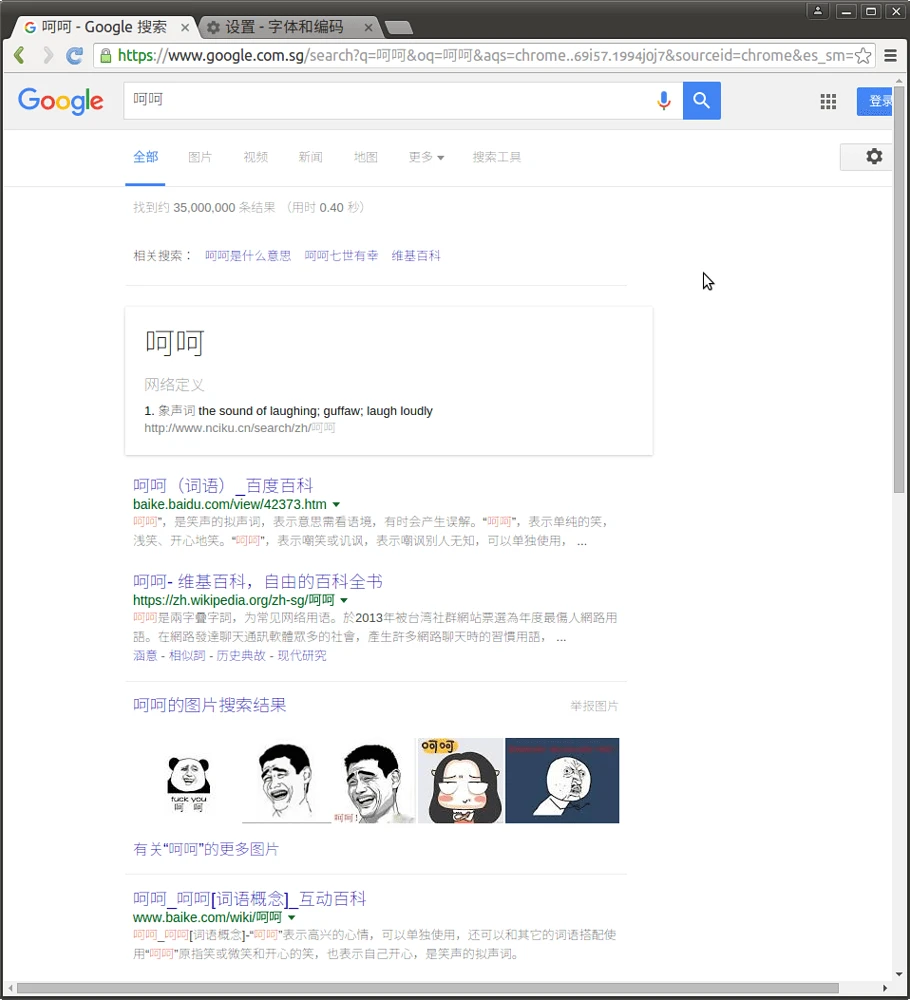 呵呵 - Google 搜索
设置 - 字体和编码
https://www.google.com.sg/search?q=呵呵&oq=呵呵&aqs=chrome..69i57.1994j0j7&sourceid=chrome&es_sm=
Google
呵呵
登录
全部 图片 视频 新闻 地图 更多 搜索工具
找到约 35,000,000 条结果 （用时 0.40 秒）
相关搜索： 呵呵是什么意思 呵呵七世有幸 维基百科
呵呵
网络定义
1. 象声词 the sound of laughing; guffaw; laugh loudly
http://www.nciku.cn/search/zh/呵呵
呵呵（词语）_百度百科
baike.baidu.com/view/42373.htm
呵呵”，是笑声的拟声词，表示意思需看语境，有时会产生误解。“呵呵”，表示单纯的笑，
浅笑、开心地笑。“呵呵”，表示嘲笑或讥讽，表示嘲讽别人无知，可以单独使用， ...
呵呵- 维基百科，自由的百科全书
https://zh.wikipedia.org/zh-sg/呵呵
呵呵是兩字疊字詞，为常见网络用语。於2013年被台湾社群網站票選為年度最傷人網路用
語。在網路發達聊天通訊軟體眾多的社會，產生許多網路聊天時的習慣用語， ...
涵意 - 相似詞 - 历史典故 - 现代研究
呵呵的图片搜索结果
举报图片
fuck you
呵 呵
呵呵！
呵呵
有关“呵呵”的更多图片
呵呵_呵呵[词语概念]_互动百科
www.baike.com/wiki/呵呵
呵呵_呵呵[词语概念]-“呵呵”表示高兴的心情，可以单独使用，还可以和其它的词语搭配使
用“呵呵”原指笑或微笑和开心的笑，也表示自己开心，是笑声的拟声词。